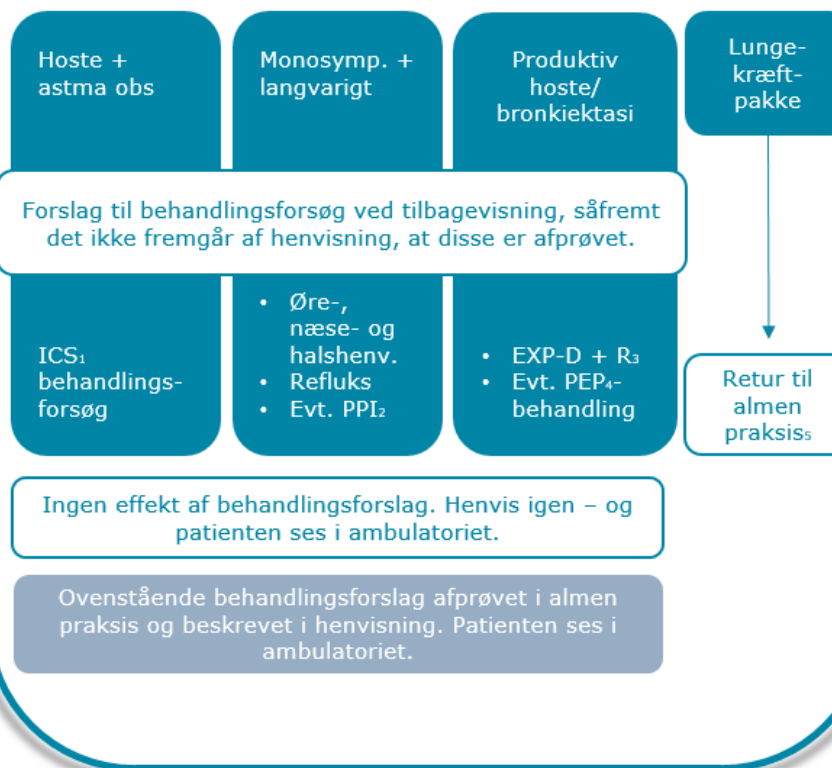 Hoste +
astma obs
Monosymp. +
langvarigt
Produktiv
hoste/
bronkiektasi
Lunge-
kræft-
pakke
Forslag til behandlingsforsøg ved tilbagevisning, såfremt
det ikke fremgår af henvisning, at disse er afprøvet.
ICS₁
behandlings-
forsøg
• Øre-,
næse- og
halshenv.
• Refluks
• Evt. PPI₂
• EXP-D + R₃
• Evt. PEP₄-
behandling
Retur til
almen
praksis₅
Ingen effekt af behandlingsforslag. Henvis igen – og
patienten ses i ambulatoriet.
Ovenstående behandlingsforslag afprøvet i almen
praksis og beskrevet i henvisning. Patienten ses i
ambulatoriet.